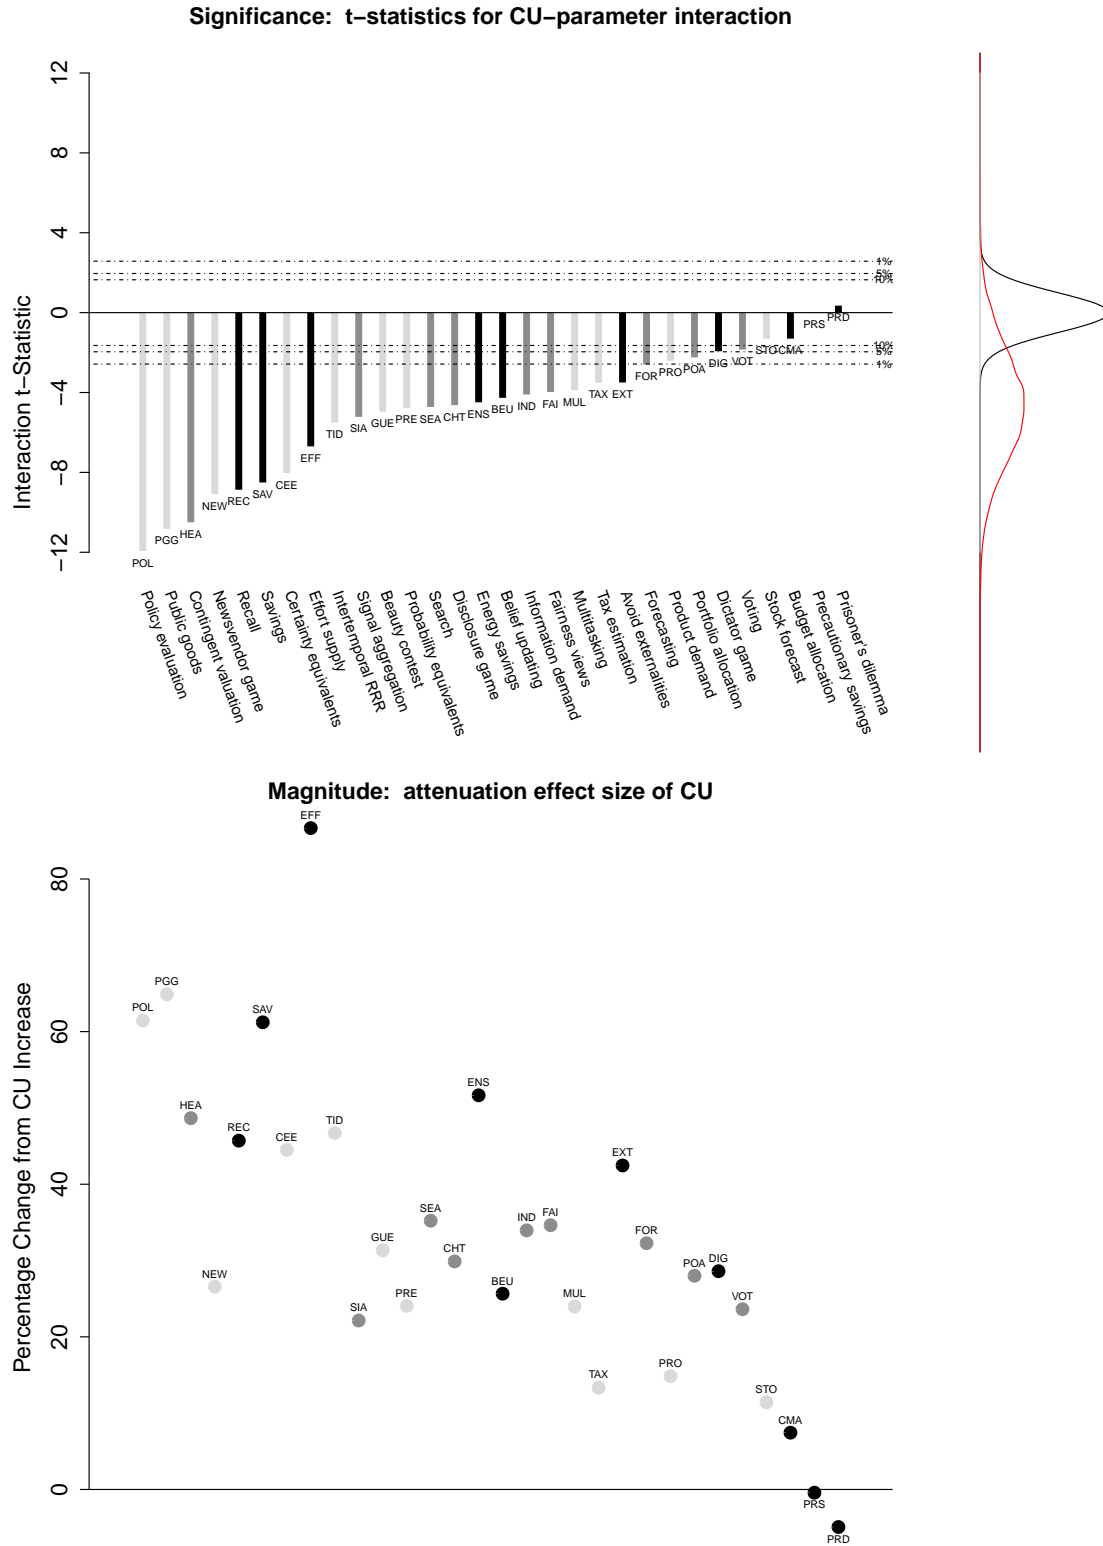 Significance:  t−statistics for CU−parameter interaction
Interaction t−Statistic
12
8
4
0
−4
−8
−12
1%
5%
10%
10%
5%
1%
POL
PGG
HEA
NEW
REC
SAV
CEE
EFF
TID
SIA
GUE
PRE
SEA
CHT
ENS
BEU
IND
FAI
MUL
TAX
EXT
FOR
PRO
POA
DIG
VOT
STO
CMA
PRS
PRD
Policy evaluation
Public goods
Contingent valuation
Newsvendor game
Recall
Savings
Certainty equivalents
Effort supply
Intertemporal RRR
Signal aggregation
Beauty contest
Probability equivalents
Search
Disclosure game
Energy savings
Belief updating
Information demand
Fairness views
Multitasking
Tax estimation
Avoid externalities
Forecasting
Product demand
Portfolio allocation
Dictator game
Voting
Stock forecast
Budget allocation
Precautionary savings
Prisoner's dilemma
Magnitude:  attenuation effect size of CU
Percentage Change from CU Increase
80
60
40
20
0
POL
PGG
HEA
NEW
REC
SAV
CEE
EFF
TID
SIA
GUE
PRE
SEA
CHT
ENS
BEU
IND
FAI
MUL
TAX
EXT
FOR
PRO
POA
DIG
VOT
STO
CMA
PRS
PRD